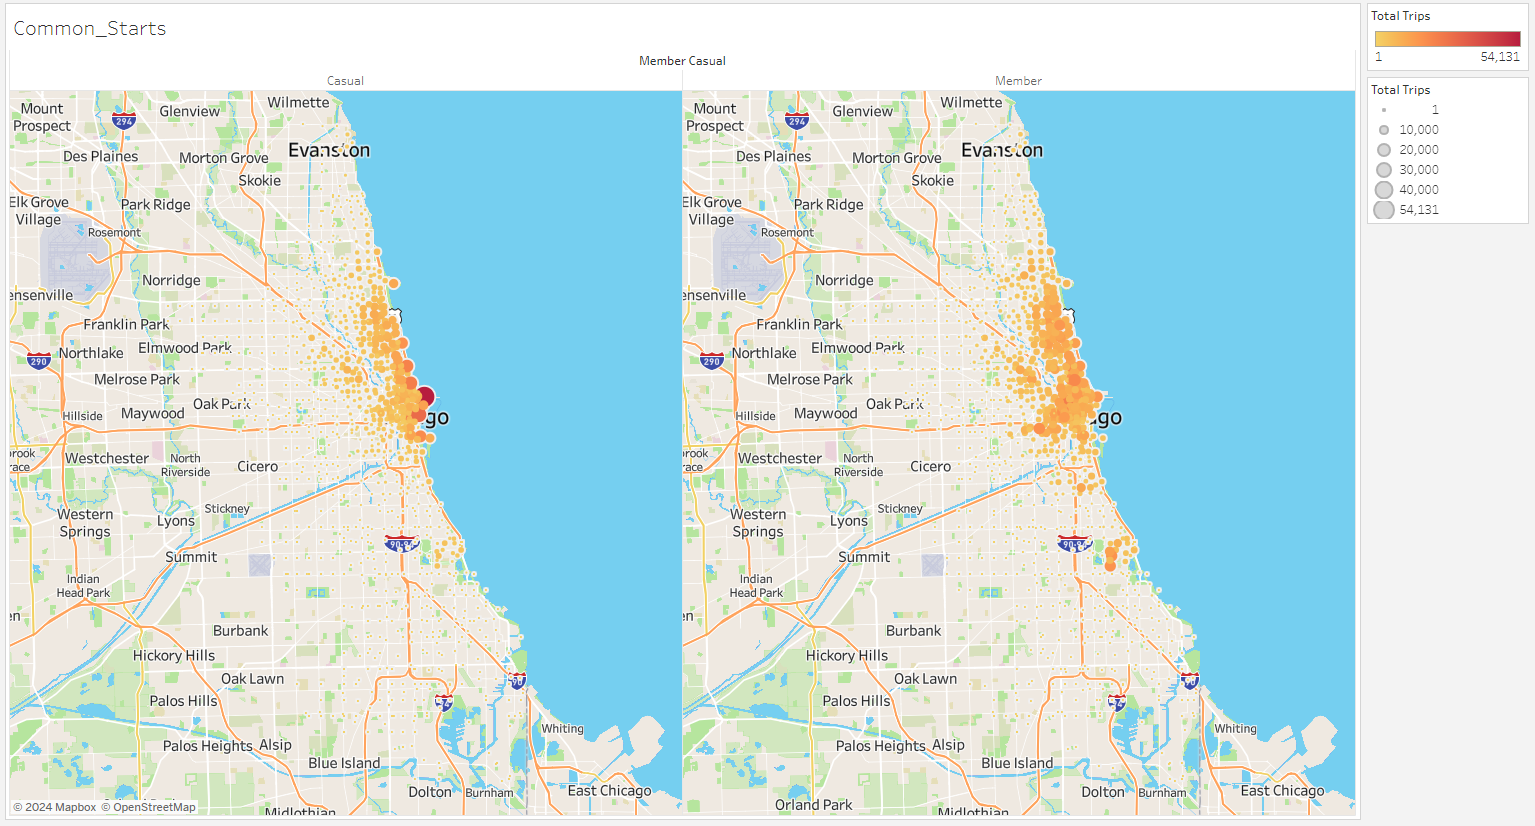 Common_Starts
Member Casual
Casual
Member
Total Trips
1
54,131
Total Trips
1
10,000
20,000
30,000
40,000
54,131
Wilmette
Mount
Prospect
294
Glenview
Evanston
Des Plaines
Morton Grove
Skokie
Elk Grove
Village
Park Ridge
Rosemont
Norridge
ensenville
Franklin Park
290
Northlake
Elmwood Park
Melrose Park
Oak Park
Hillside
Maywood
go
brook
race
Westchester
North
Riverside
Cicero
Western
Springs
Lyons
Stickney
Summit
90-94
Indian
Head Park
en
Burbank
Hickory Hills
Oak Lawn
90
Palos Hills
94
Whiting
Palos Heights
Alsip
Blue Island
Dolton
Burnham
East Chicago
© 2024 Mapbox © OpenStreetMap
Midlothian
Wilmette
Mount
Prospect
294
Glenview
Evanston
Des Plaines
Morton Grove
Skokie
Elk Grove
Village
Park Ridge
Rosemont
Norridge
ensenville
Franklin Park
290
Northlake
Elmwood Park
Melrose Park
Oak Park
Hillside
Maywood
ago
brook
race
Westchester
North
Riverside
Cicero
Western
Springs
Lyons
Stickney
Summit
90-94
Indian
Head Park
en
Burbank
Hickory Hills
Oak Lawn
90
Palos Hills
94
Whiting
Palos Heights
Alsip
Blue Island
Dolton
Burnham
East Chicago
Orland Park
Midlothian